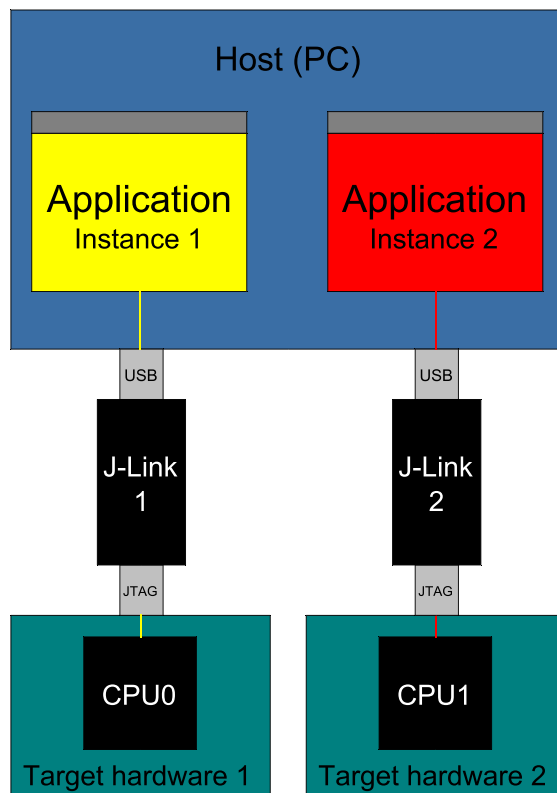 Host (PC)
Application
Instance 1
Application
Instance 2
USB
USB
J-Link
1
J-Link
2
JTAG
JTAG
CPU0
CPU1
Target hardware 1
Target hardware 2